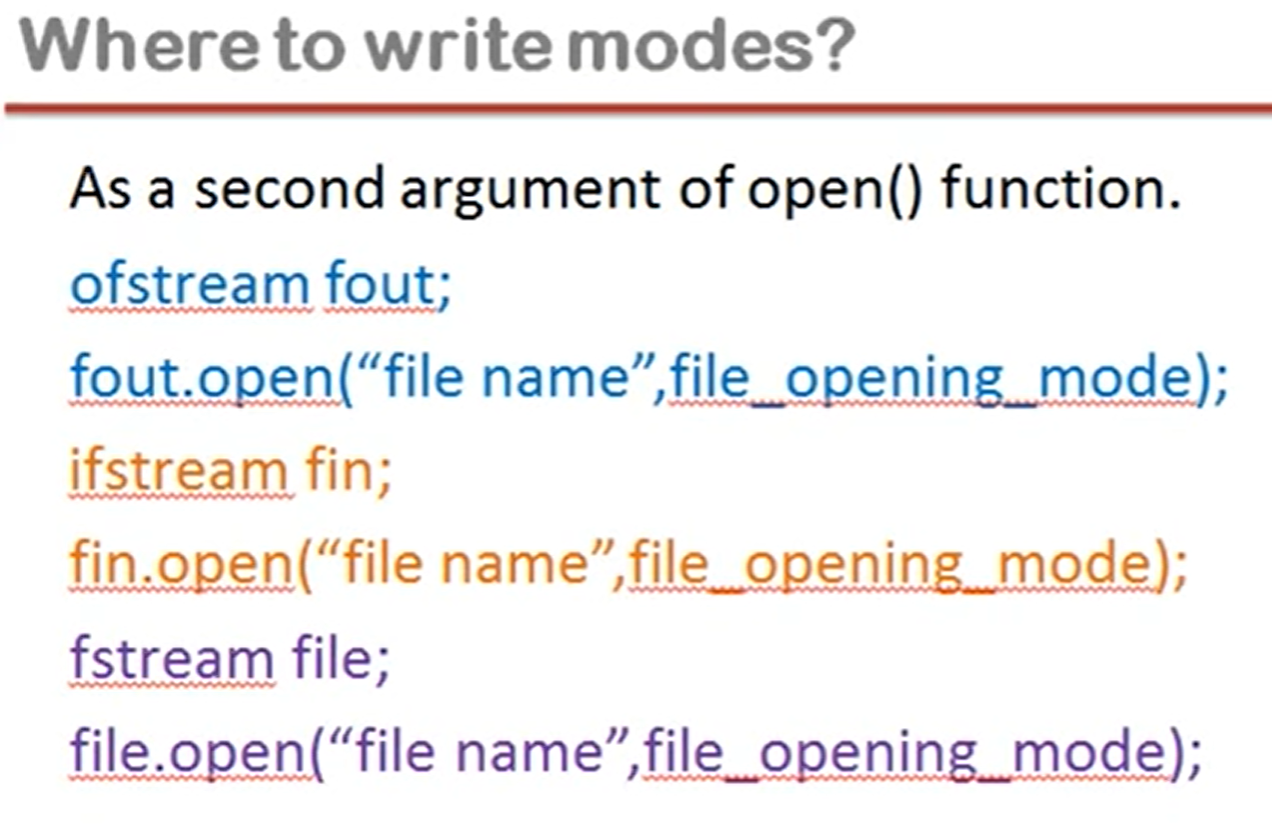 Where to write modes?
As a second argument of open() function.
ofstream fout;
fout.open(“file name”,file_opening_mode);
ifstream fin;
fin.open(“file name”,file_opening_mode);
fstream file;
file.open(“file name”,file_opening_mode);